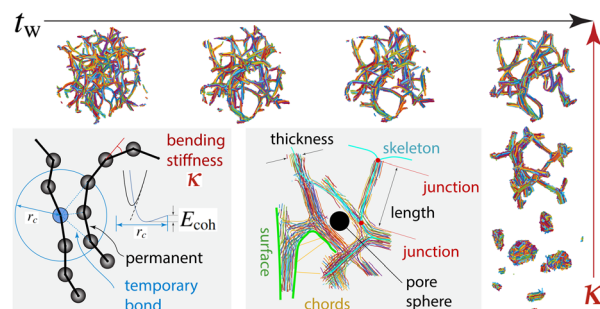 t_w
bending
stiffness
κ
r_c
r_c
E_coh
permanent
temporary
bond
thickness
skeleton
junction
length
junction
surface
pore
sphere
chords
κ